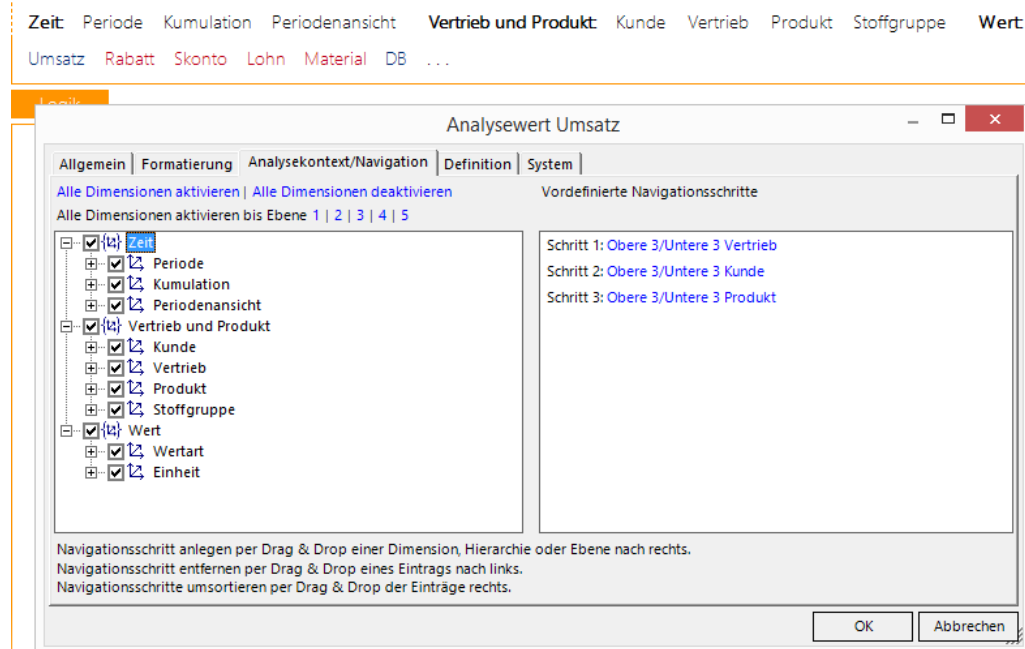 Zeit: Periode Kumulation Periodenansicht Vertrieb und Produkt: Kunde Vertrieb Produkt Stoffgruppe Wert:
Umsatz Rabatt Skonto Lohn Material DB ...
Logik
Analysewert Umsatz
Allgemein Formatierung Analysekontext/Navigation Definition System
Alle Dimensionen aktivieren | Alle Dimensionen deaktivieren
Alle Dimensionen aktivieren bis Ebene 1 | 2 | 3 | 4 | 5
Zeit
Periode
Kumulation
Periodenansicht
Vertrieb und Produkt
Kunde
Vertrieb
Produkt
Stoffgruppe
Wert
Wertart
Einheit
Vordefinierte Navigationsschritte
Schritt 1: Obere 3/Untere 3 Vertrieb
Schritt 2: Obere 3/Untere 3 Kunde
Schritt 3: Obere 3/Untere 3 Produkt
Navigationsschritt anlegen per Drag & Drop einer Dimension, Hierarchie oder Ebene nach rechts.
Navigationsschritt entfernen per Drag & Drop eines Eintrags nach links.
Navigationsschritte umsortieren per Drag & Drop der Einträge rechts.
OK Abbrechen